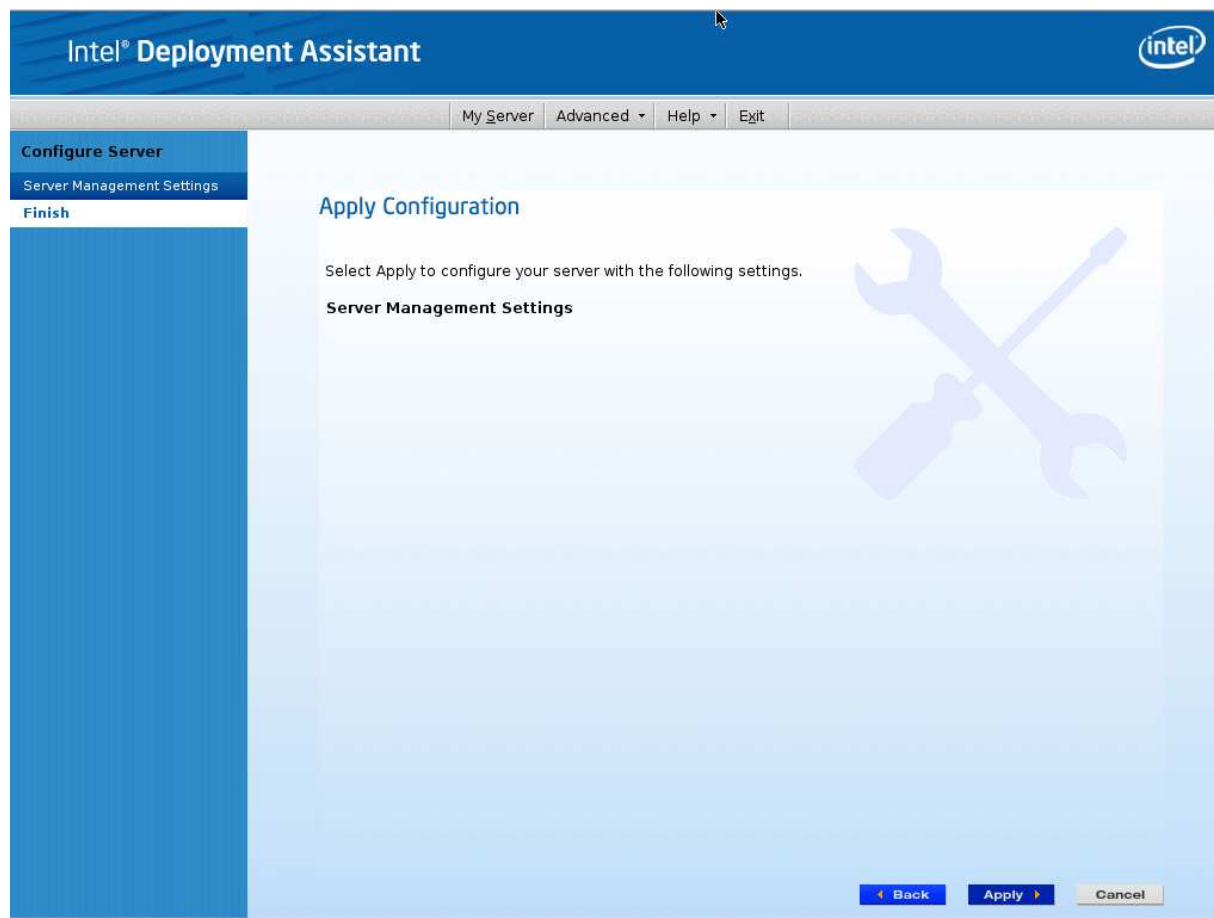 Intel® Deployment Assistant
intel
My Server Advanced Help Exit
Configure Server
Server Management Settings
Finish
Apply Configuration
Select Apply to configure your server with the following settings.
Server Management Settings
Back Apply Cancel